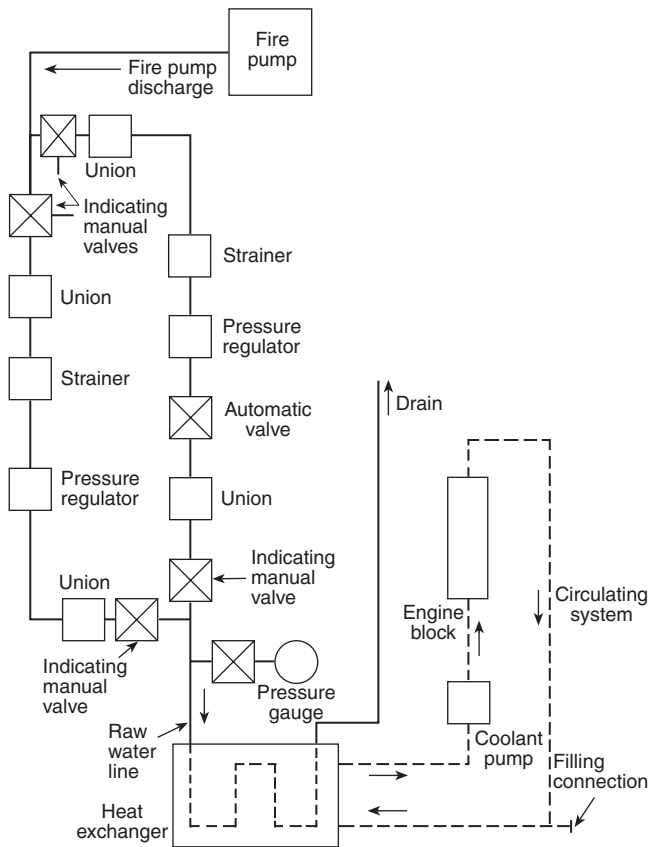 Fire
pump
Fire pump
discharge
Union
Indicating
manual
valves
Strainer
Union
Pressure
regulator
Strainer
Automatic
valve
Drain
Pressure
regulator
Union
Indicating
manual
valve
Union
Engine
block
Circulating
system
Indicating
manual
valve
Pressure
gauge
Raw
water
line
Coolant
pump
Filling
connection
Heat
exchanger